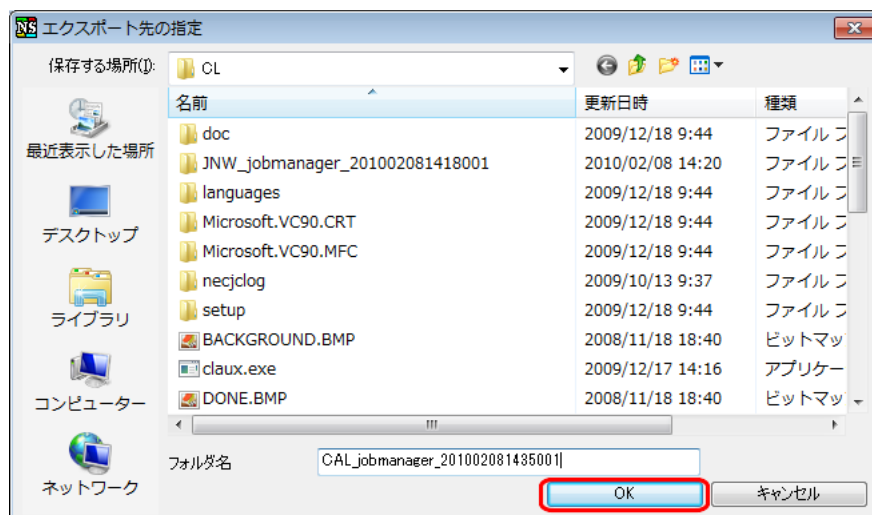 NS エクスポート先の指定
保存する場所(I): CL
名前 更新日時 種類
doc 2009/12/18 9:44 ファイル フ
JNW_jobmanager_201002081418001 2010/02/08 14:20 ファイル フ
languages 2009/12/18 9:44 ファイル フ
Microsoft.VC90.CRT 2009/12/18 9:44 ファイル フ
Microsoft.VC90.MFC 2009/12/18 9:44 ファイル フ
necjclog 2009/10/13 9:37 ファイル フ
setup 2009/12/18 9:44 ファイル フ
BACKGROUND.BMP 2008/11/18 18:40 ビットマッ
claux.exe 2009/12/17 14:16 アプリケー
DONE.BMP 2008/11/18 18:40 ビットマッ
最近表示した場所
デスクトップ
ライブラリ
コンピューター
ネットワーク
フォルダ名 CAL_jobmanager_201002081435001
OK キャンセル